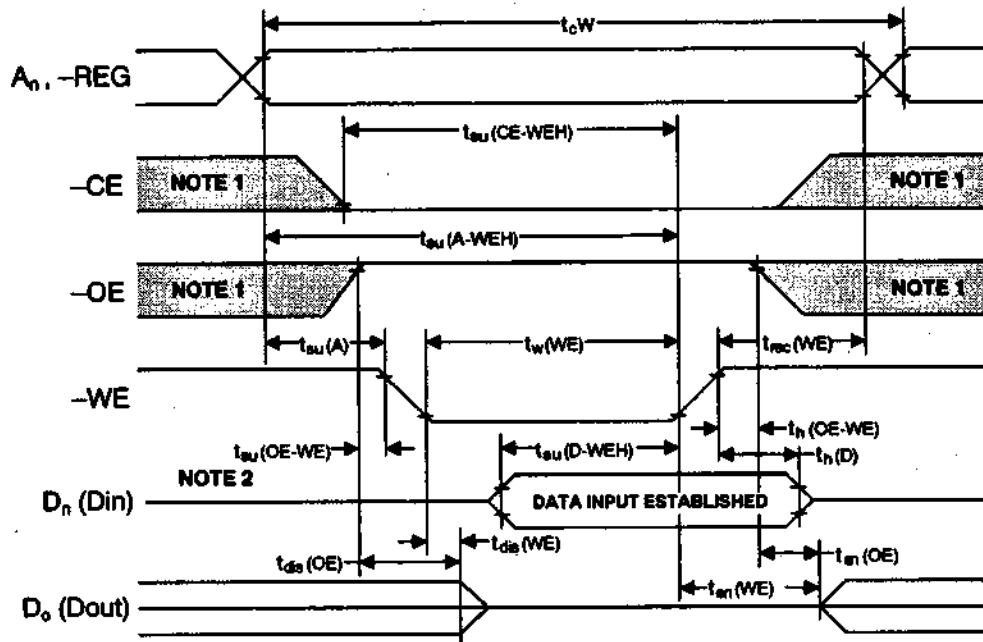 tcW
An, –REG
tsu(CE-WEH)
–CE
NOTE 1
NOTE 1
tsu(A-WEH)
–OE
NOTE 1
NOTE 1
tsu(A)
tw(WE)
trec(WE)
–WE
tsu(OE-WE)
tsu(D-WEH)
th(OE-WE)
th(D)
NOTE 2
Dn (Din)
DATA INPUT ESTABLISHED
tdis(WE)
tdis(OE)
ten(OE)
ten(WE)
Do (Dout)